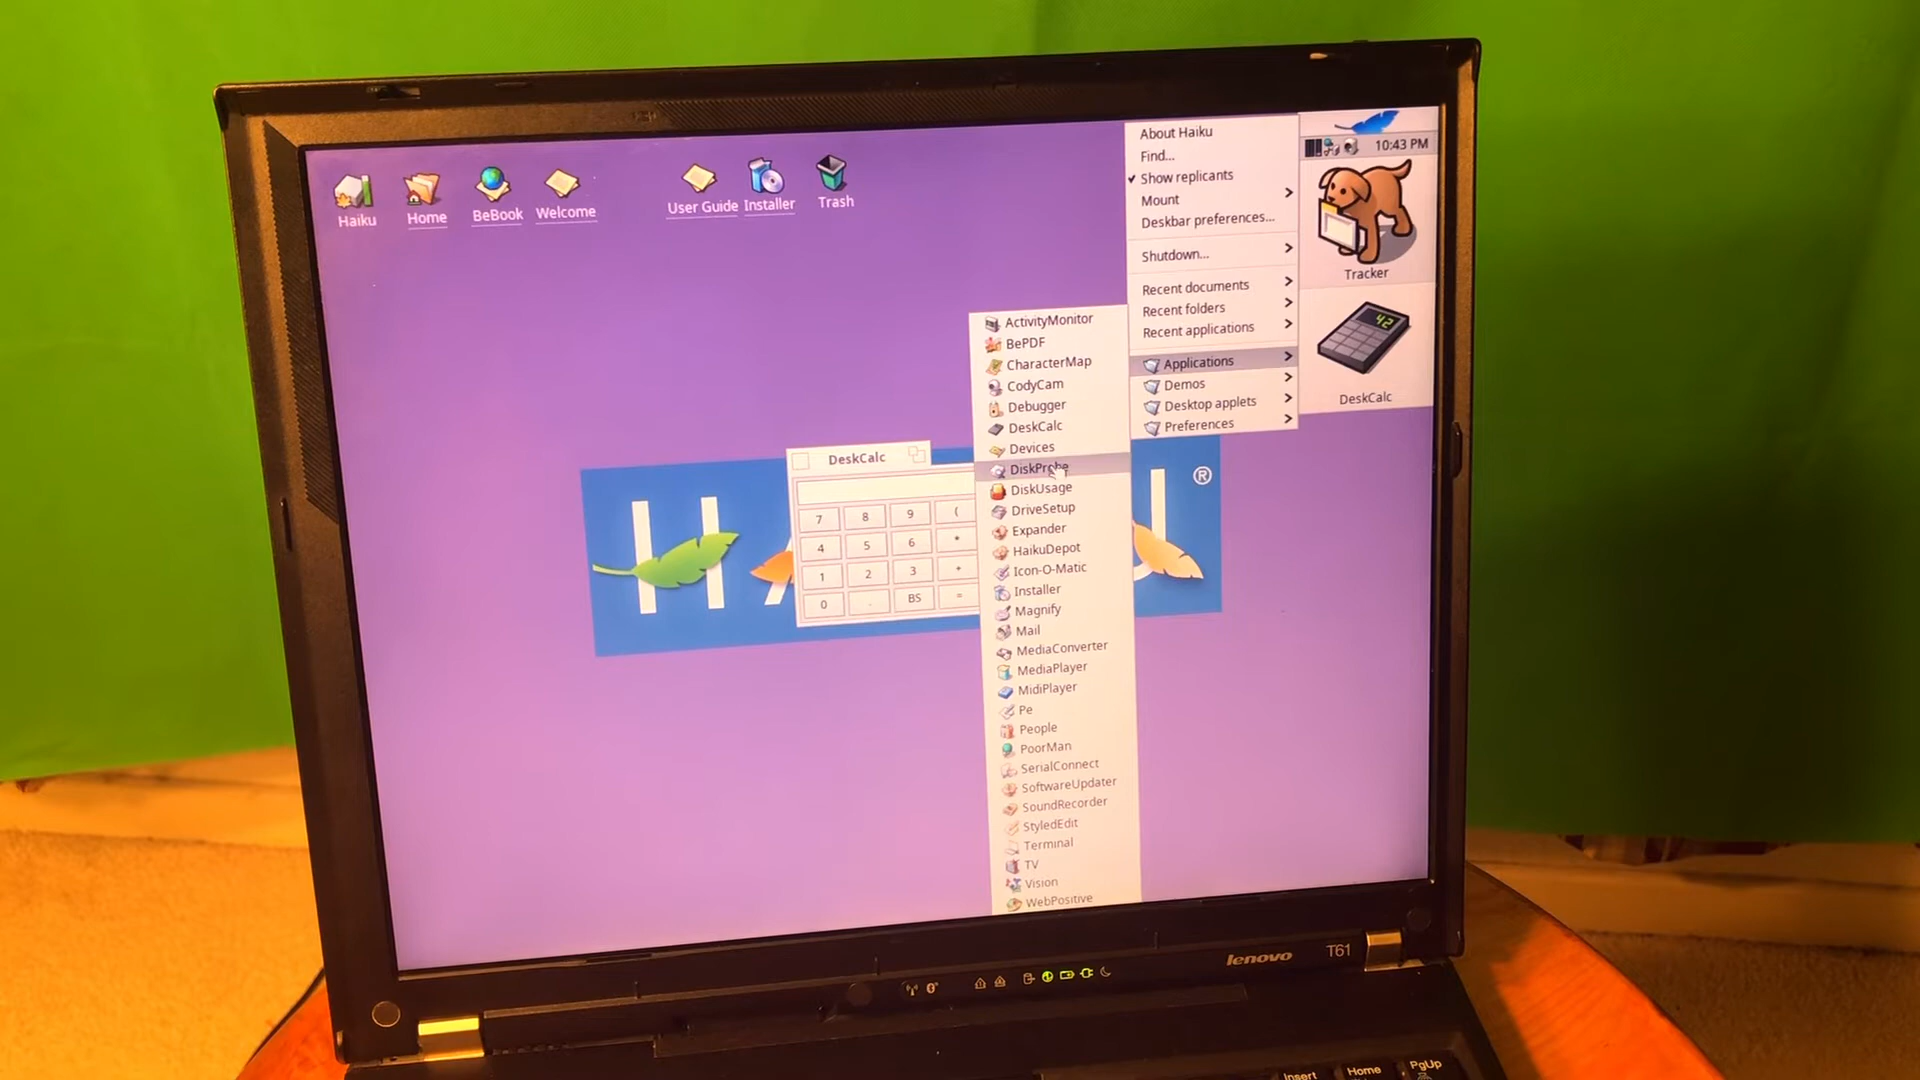 Haiku
Home
BeBook
Welcome
User Guide
Installer
Trash
About Haiku
Find...
Show replicants
Mount
Deskbar preferences...
Shutdown...
Recent documents
Recent folders
Recent applications
Applications
Demos
Desktop applets
Preferences
10:43 PM
Tracker
42
DeskCalc
ActivityMonitor
BePDF
CharacterMap
CodyCam
Debugger
DeskCalc
Devices
DiskProbe
DiskUsage
DriveSetup
Expander
HaikuDepot
Icon-O-Matic
Installer
Magnify
Mail
MediaConverter
MediaPlayer
MidiPlayer
Pe
People
PoorMan
SerialConnect
SoftwareUpdater
SoundRecorder
StyledEdit
Terminal
TV
Vision
WebPositive
DeskCalc
7 8 9 (
4 5 6 *
1 2 3
0 . BS =
®
lenovo T61
Insert Home PgUp